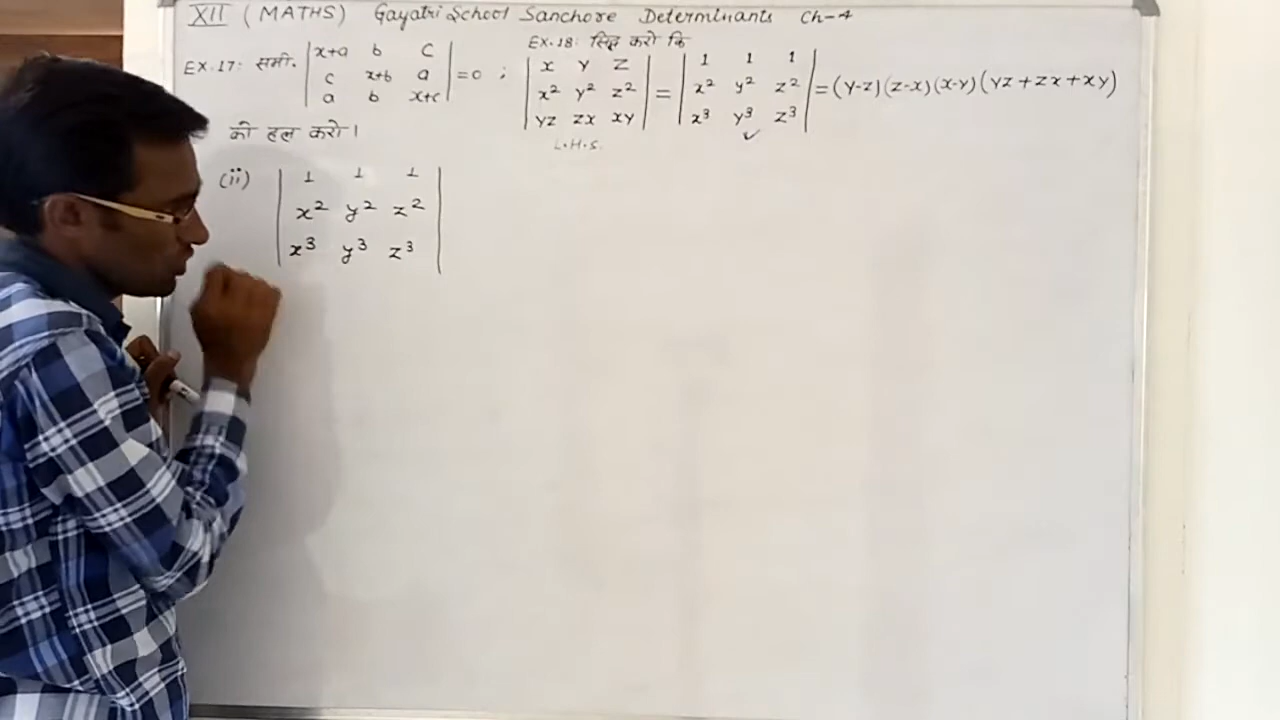 XII (MATHS) Gayatri School Sanchore Determinants Ch-4
EX.17: समी. | x+a b c |
| c x+b a | = 0 ;
| a b x+c |
को हल करो।
EX.18: सिद्ध करो कि
| x y z | | 1 1 1 |
| x² y² z² | = | x² y² z² | = (y-z)(z-x)(x-y)(yz+zx+xy)
| yz zx xy | | x³ y³ z³ |
L.H.S. ✓
(ii) | 1 1 1 |
| x² y² z² |
| x³ y³ z³ |